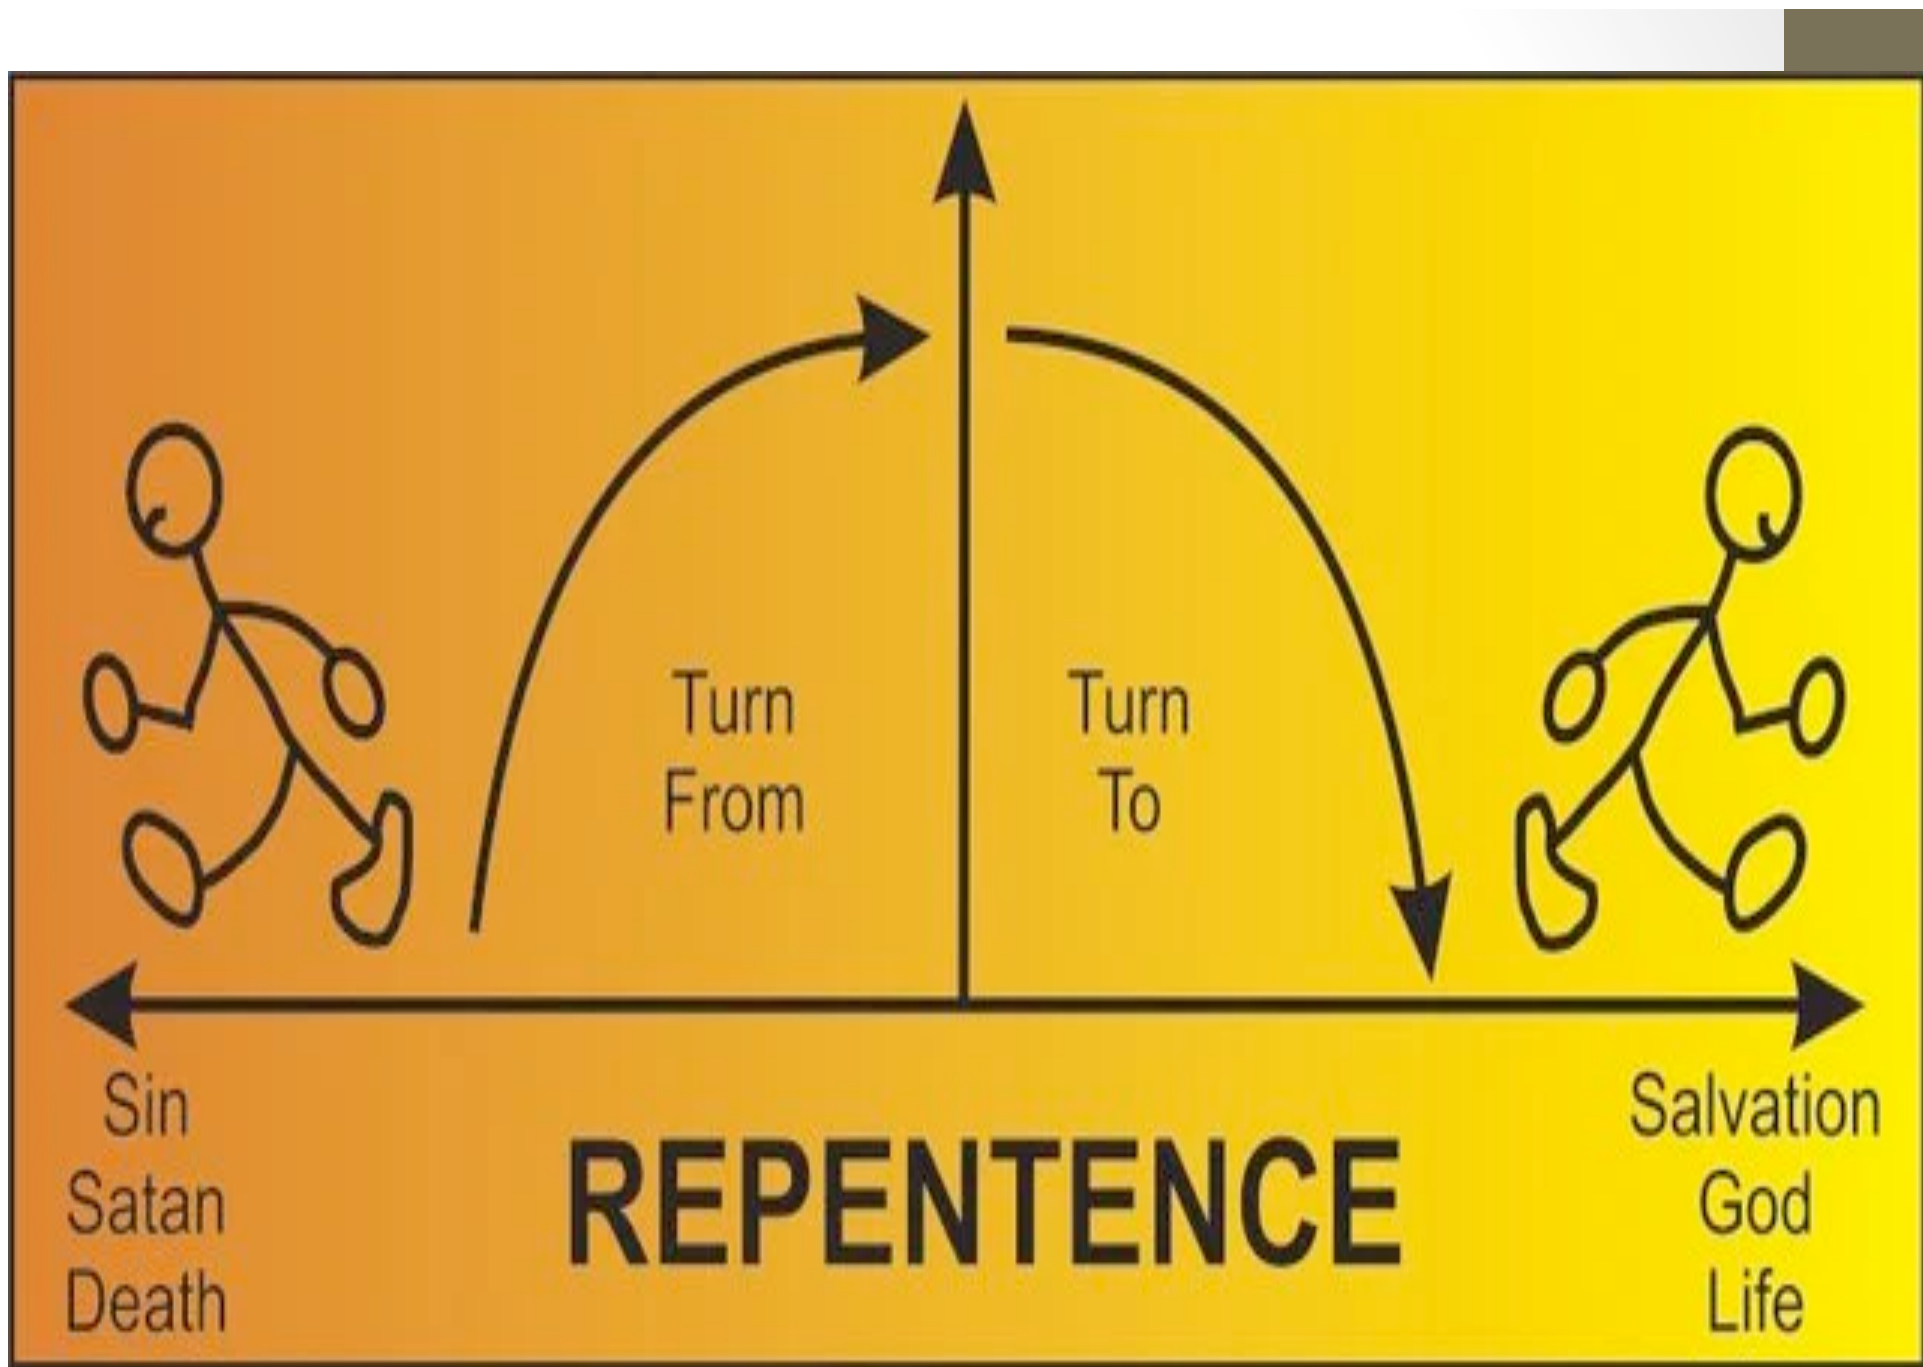 Turn
From
Turn
To
Sin
Satan
Death
REPENTENCE
Salvation
God
Life